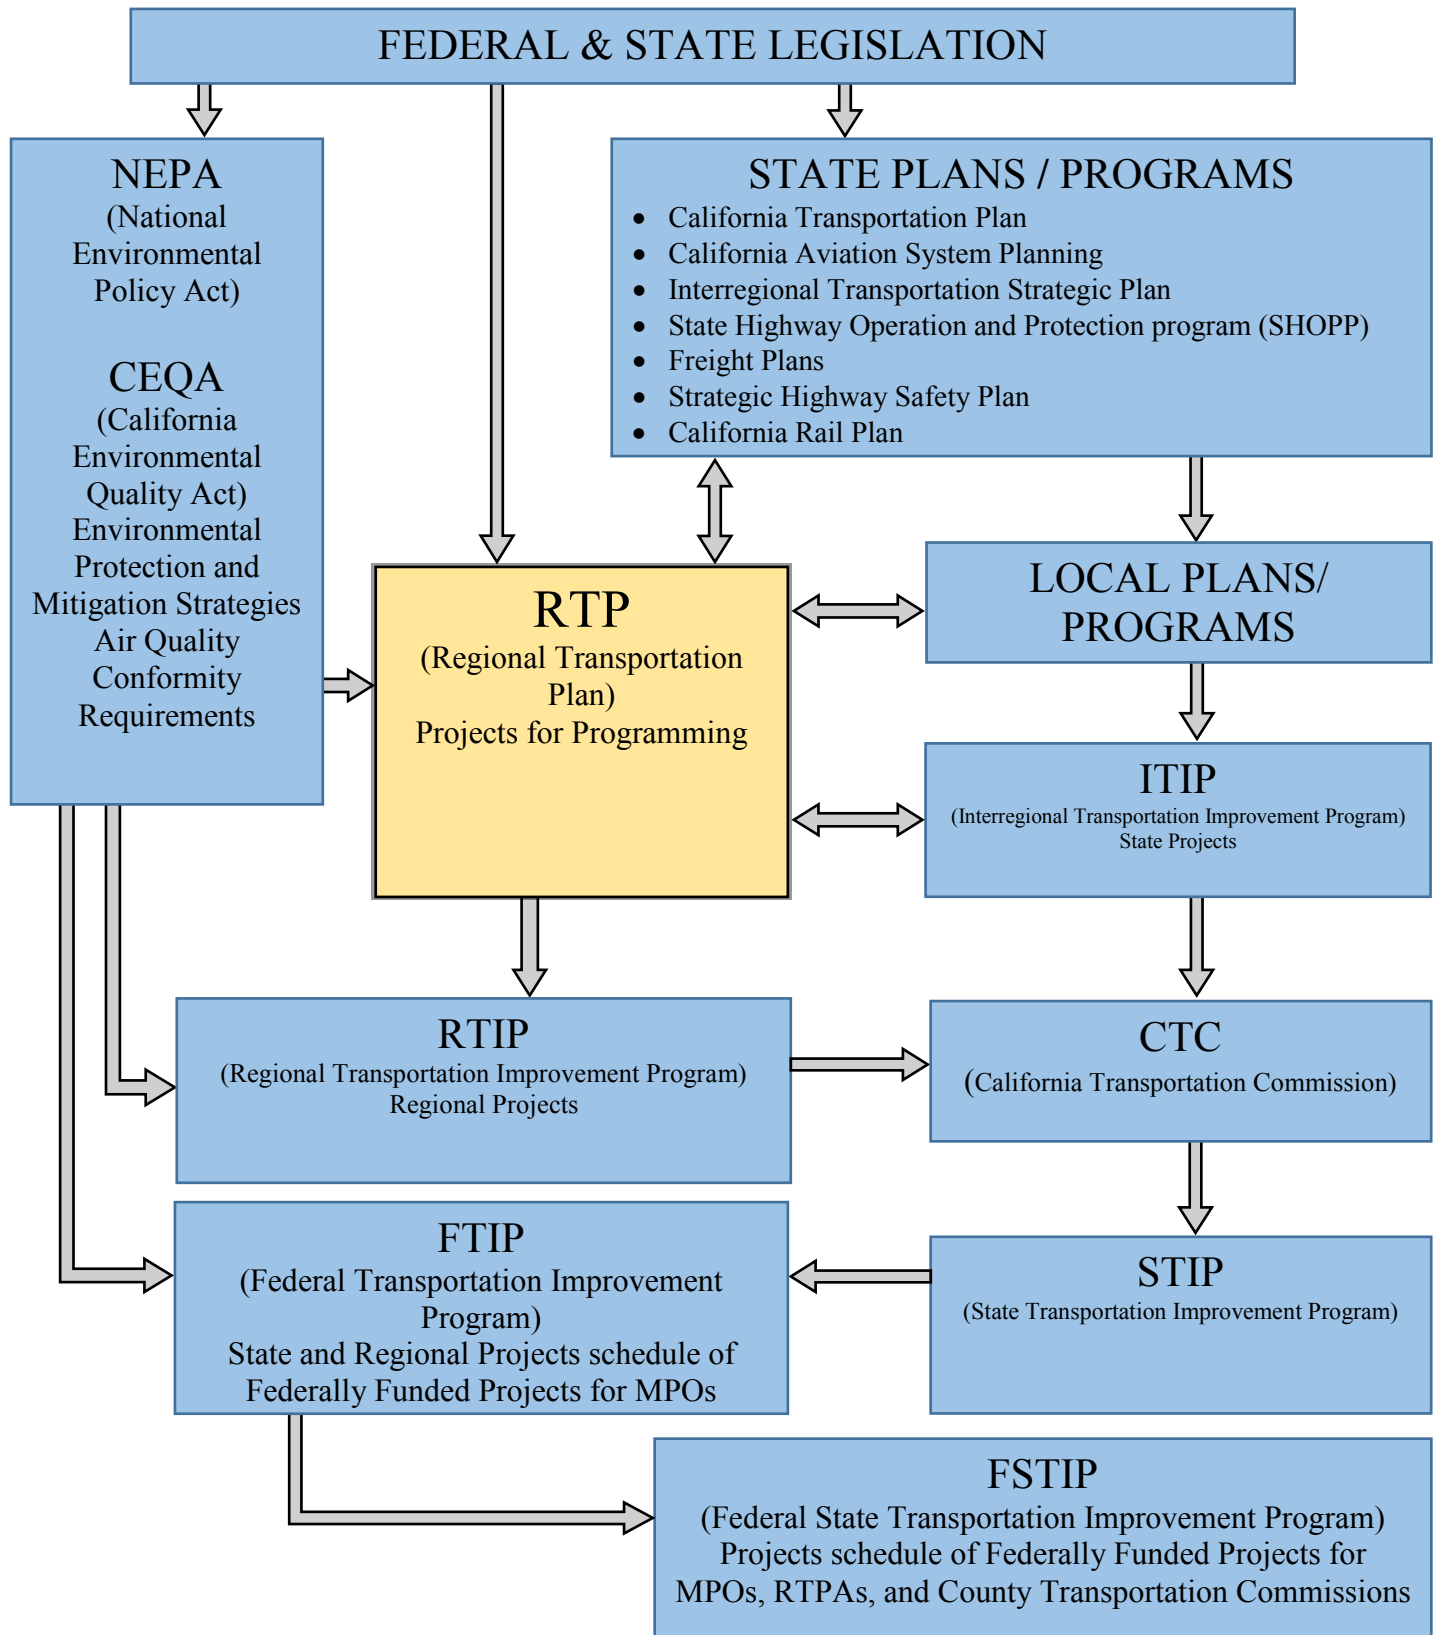 FEDERAL & STATE LEGISLATION
NEPA
(National
Environmental
Policy Act)
CEQA
(California
Environmental
Quality Act)
Environmental
Protection and
Mitigation Strategies
Air Quality
Conformity
Requirements
STATE PLANS / PROGRAMS
• California Transportation Plan
• California Aviation System Planning
• Interregional Transportation Strategic Plan
• State Highway Operation and Protection program (SHOPP)
• Freight Plans
• Strategic Highway Safety Plan
• California Rail Plan
RTP
(Regional Transportation
Plan)
Projects for Programming
LOCAL PLANS/
PROGRAMS
ITIP
(Interregional Transportation Improvement Program)
State Projects
RTIP
(Regional Transportation Improvement Program)
Regional Projects
CTC
(California Transportation Commission)
FTIP
(Federal Transportation Improvement
Program)
State and Regional Projects schedule of
Federally Funded Projects for MPOs
STIP
(State Transportation Improvement Program)
FSTIP
(Federal State Transportation Improvement Program)
Projects schedule of Federally Funded Projects for
MPOs, RTPAs, and County Transportation Commissions